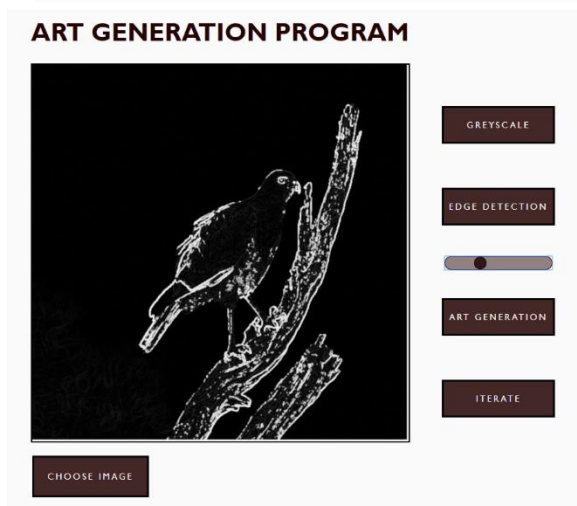 ART GENERATION PROGRAM
GREYSCALE
EDGE DETECTION
ART GENERATION
ITERATE
CHOOSE IMAGE